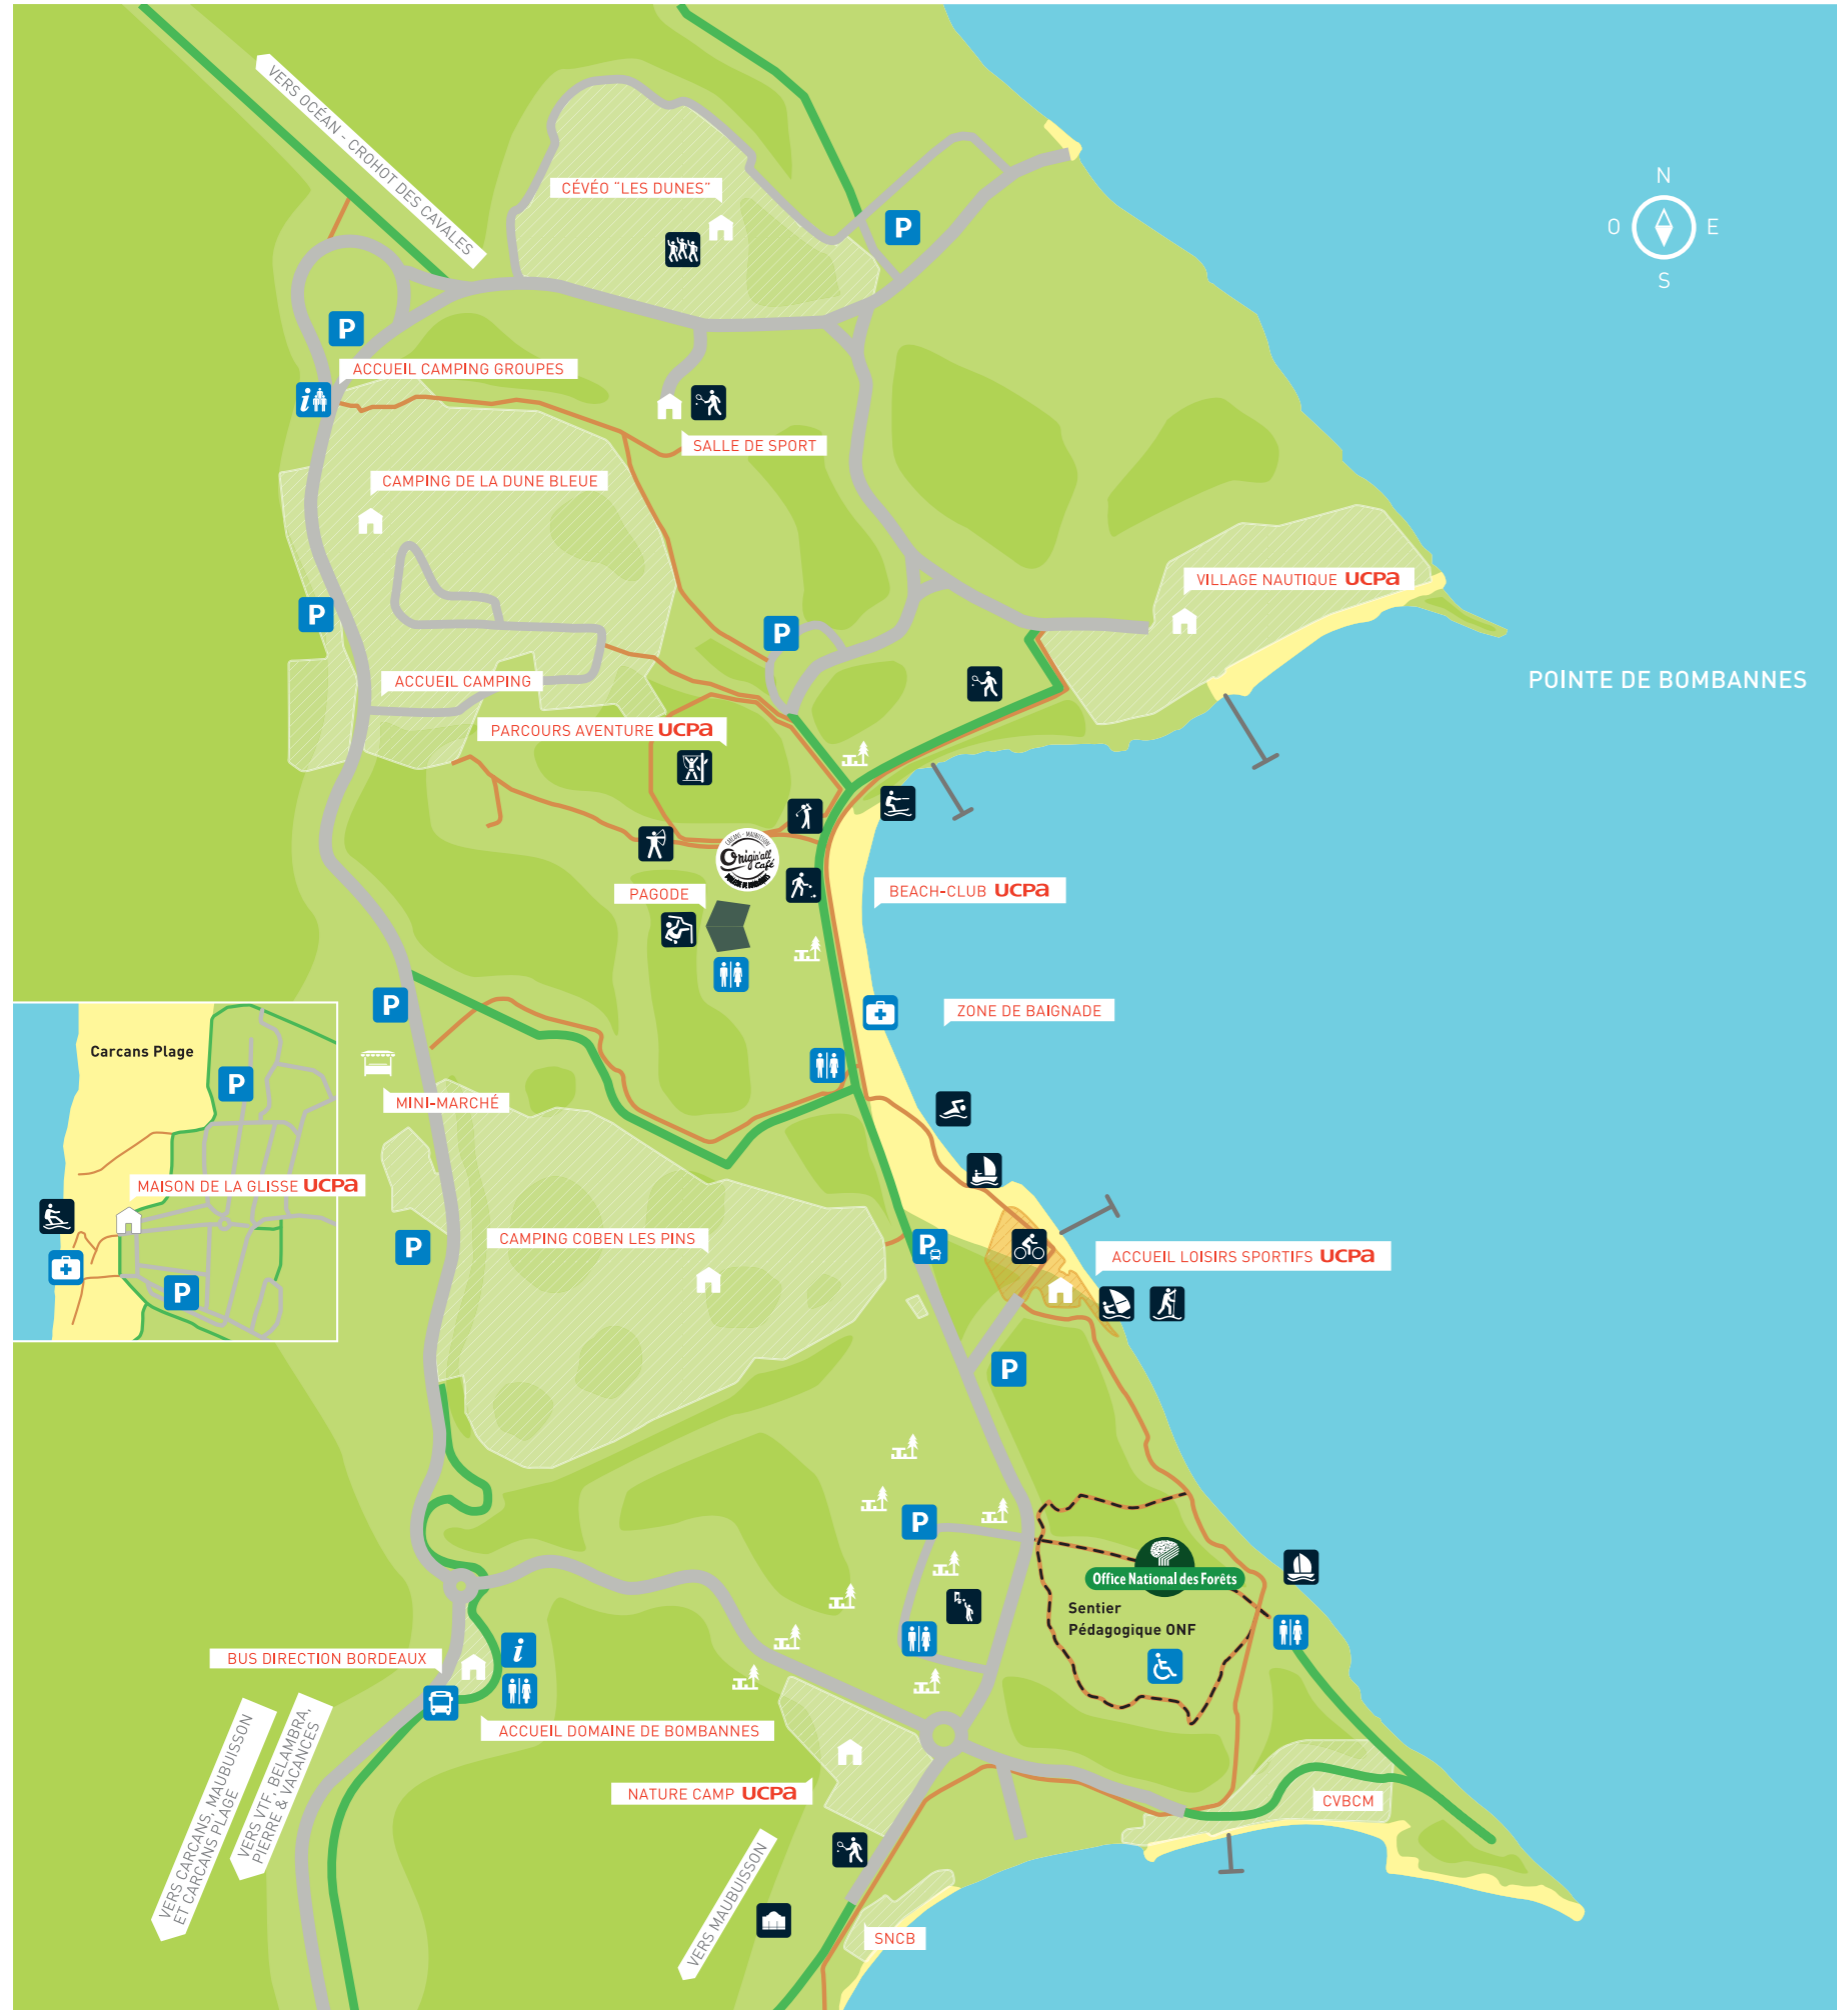 VERS OCÉAN - CROHOT DES CAVALES
CÉVÉO "LES DUNES"
P
N
O
E
S
P
ACCUEIL CAMPING GROUPES
i
SALLE DE SPORT
CAMPING DE LA DUNE BLEUE
VILLAGE NAUTIQUE UCPA
P
P
POINTE DE BOMBANNES
ACCUEIL CAMPING
PARCOURS AVENTURE UCPA
CARCANS - MAUBUISSON
Origin'all
Café
PAGODE
BEACH-CLUB UCPA
P
ZONE DE BAIGNADE
Carcans Plage
P
MINI-MARCHÉ
MAISON DE LA GLISSE UCPA
P
P
CAMPING COBEN LES PINS
P
ACCUEIL LOISIRS SPORTIFS UCPA
P
P
Office National des Forêts
Sentier
Pédagogique ONF
BUS DIRECTION BORDEAUX
i
ACCUEIL DOMAINE DE BOMBANNES
VERS CARCANS, MAUBUISSON
ET CARCANS PLAGE
VERS VTF, BELAMBRA,
PIERRE & VACANCES
NATURE CAMP UCPA
CVBCM
VERS MAUBUISSON
SNCB